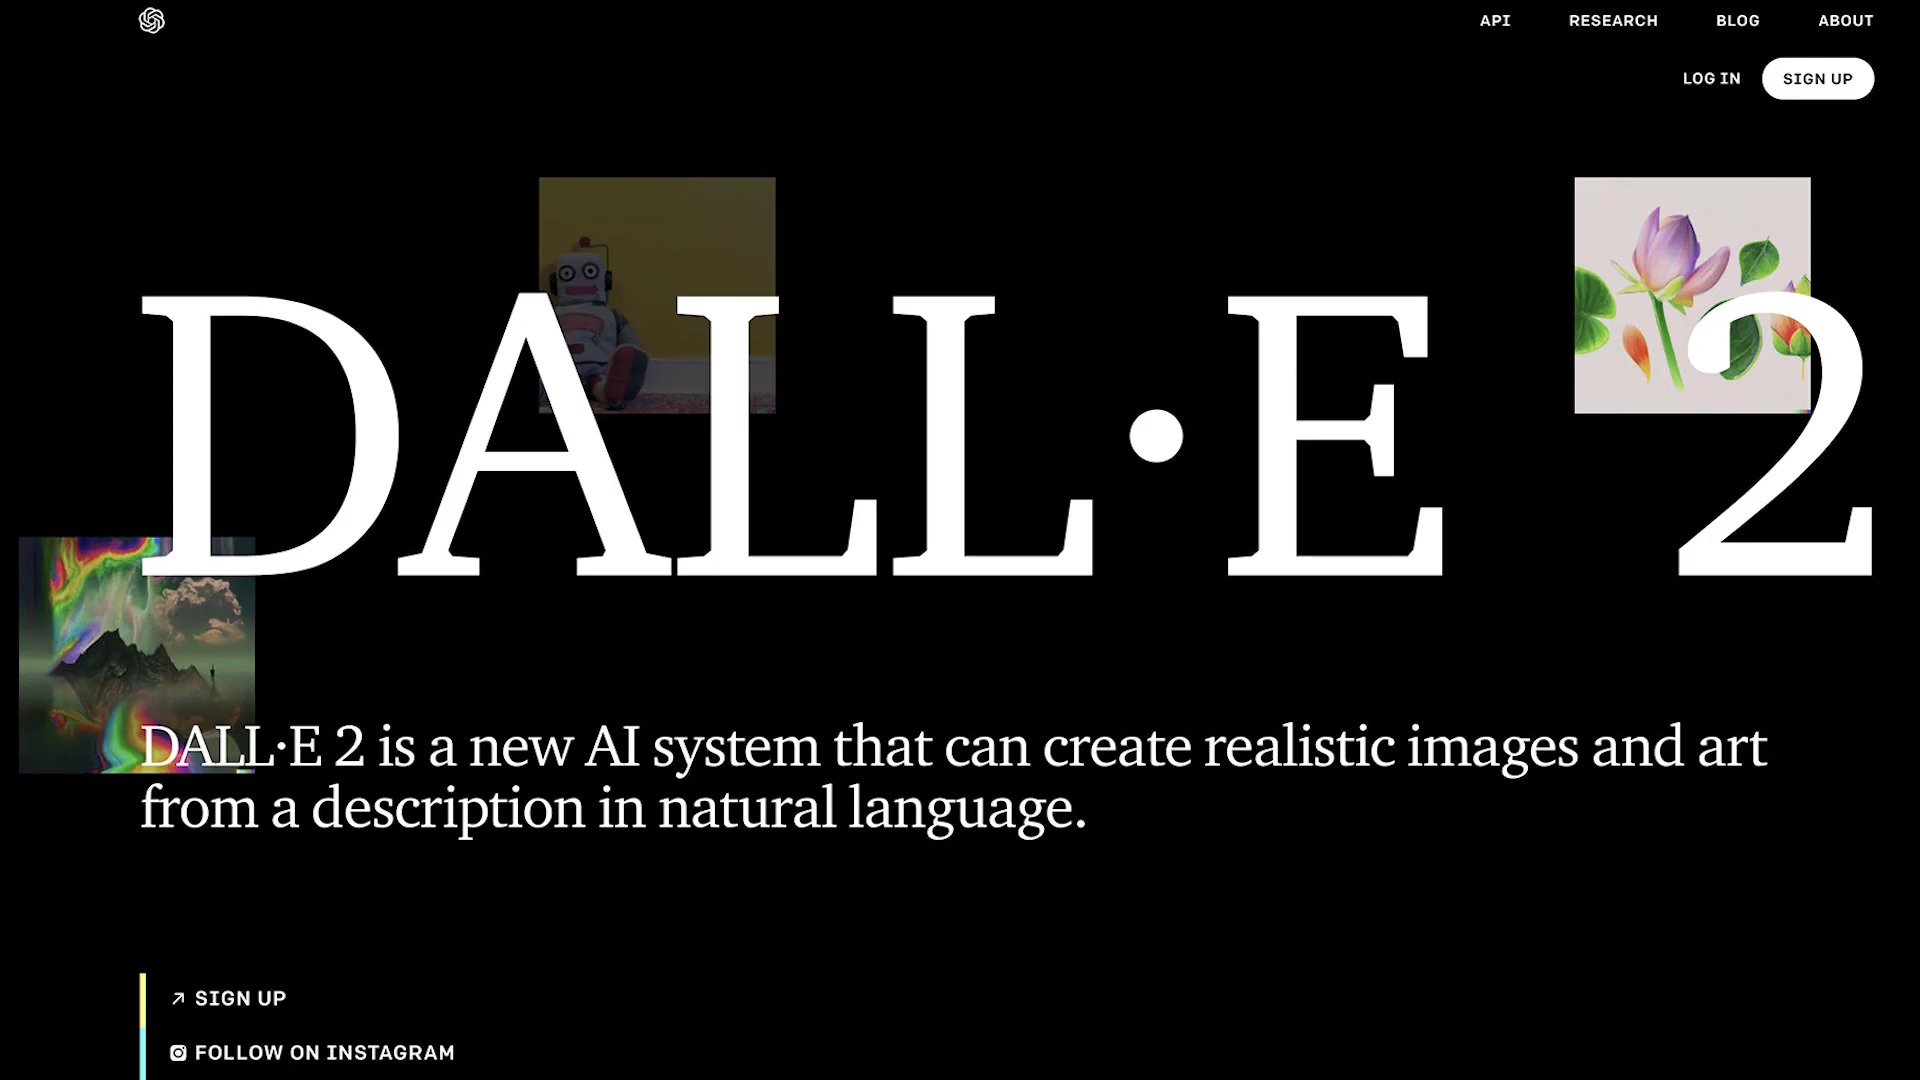 API RESEARCH BLOG ABOUT
LOG IN SIGN UP
DALL·E 2
DALL·E 2 is a new AI system that can create realistic images and art
from a description in natural language.
SIGN UP
FOLLOW ON INSTAGRAM